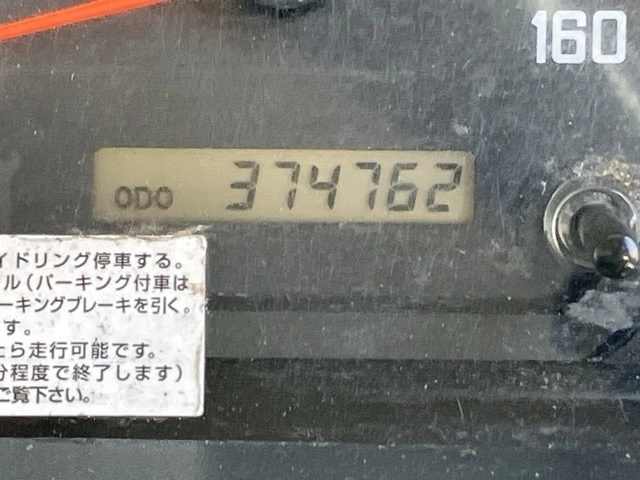 160
ODO 374762
イドリング停車する。
ル(パーキング付車は
ーキングブレーキを引く。
す。
たら走行可能です。
分程度で終了します)
ご覧下さい。